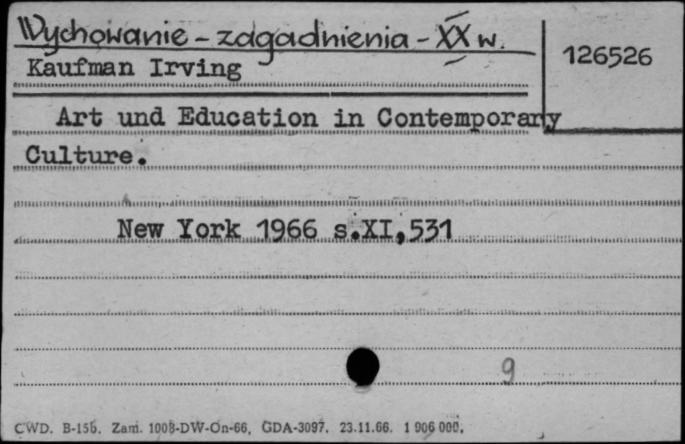 Wychowanie - zagadnienia - XX w.
126526
Kaufman Irving
Art und Education in Contemporary
Culture.
New York 1966 s.XI,531
9
CWD. B-156. Zam. 1008-DW-On-66, GDA-3097. 23.11.66. 1 906 000.